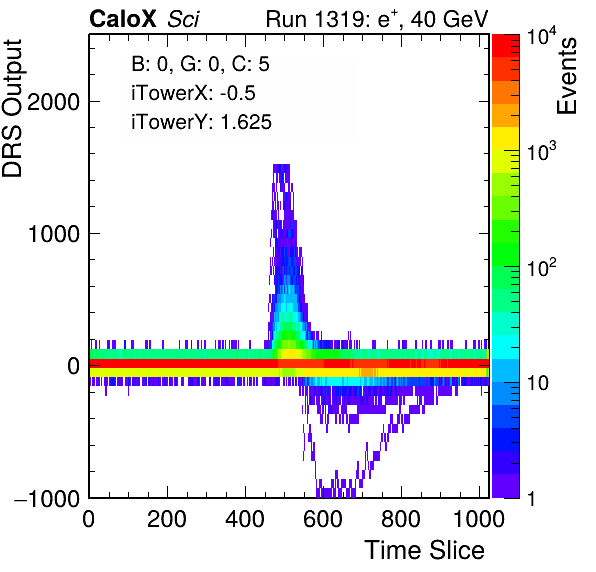 CaloX Sci Run 1319: e⁺, 40 GeV
B: 0, G: 0, C: 5
iTowerX: -0.5
iTowerY: 1.625
DRS Output
2000
1000
0
−1000
0 200 400 600 800 1000
Time Slice
Events
10⁴
10³
10²
10
1